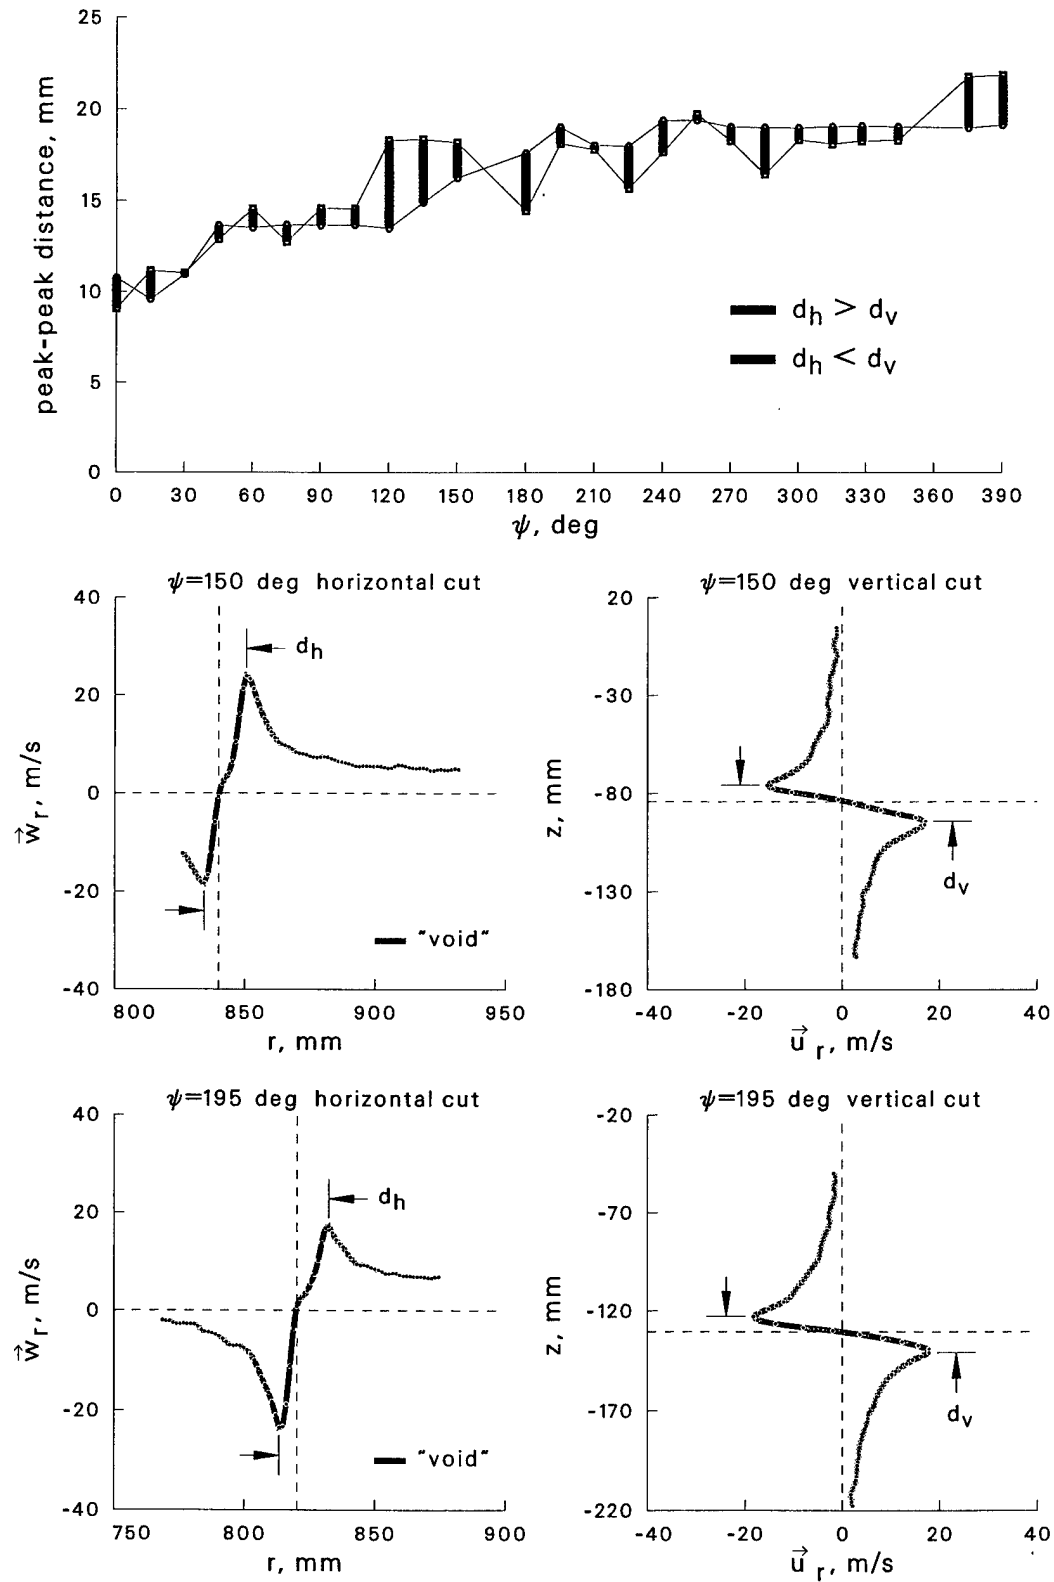 25
20
15
10
5
0
peak-peak distance, mm
d_h > d_v
d_h < d_v
0 30 60 90 120 150 180 210 240 270 300 330 360 390
ψ, deg
ψ=150 deg horizontal cut
40
20
0
-20
-40
w⃗_r, m/s
d_h
"void"
800 850 900 950
r, mm
ψ=150 deg vertical cut
20
-30
-80
-130
-180
z, mm
d_v
-40 -20 0 20 40
u⃗_r, m/s
ψ=195 deg horizontal cut
40
20
0
-20
-40
w⃗_r, m/s
d_h
"void"
750 800 850 900
r, mm
ψ=195 deg vertical cut
-20
-70
-120
-170
-220
z, mm
d_v
-40 -20 0 20 40
u⃗_r, m/s